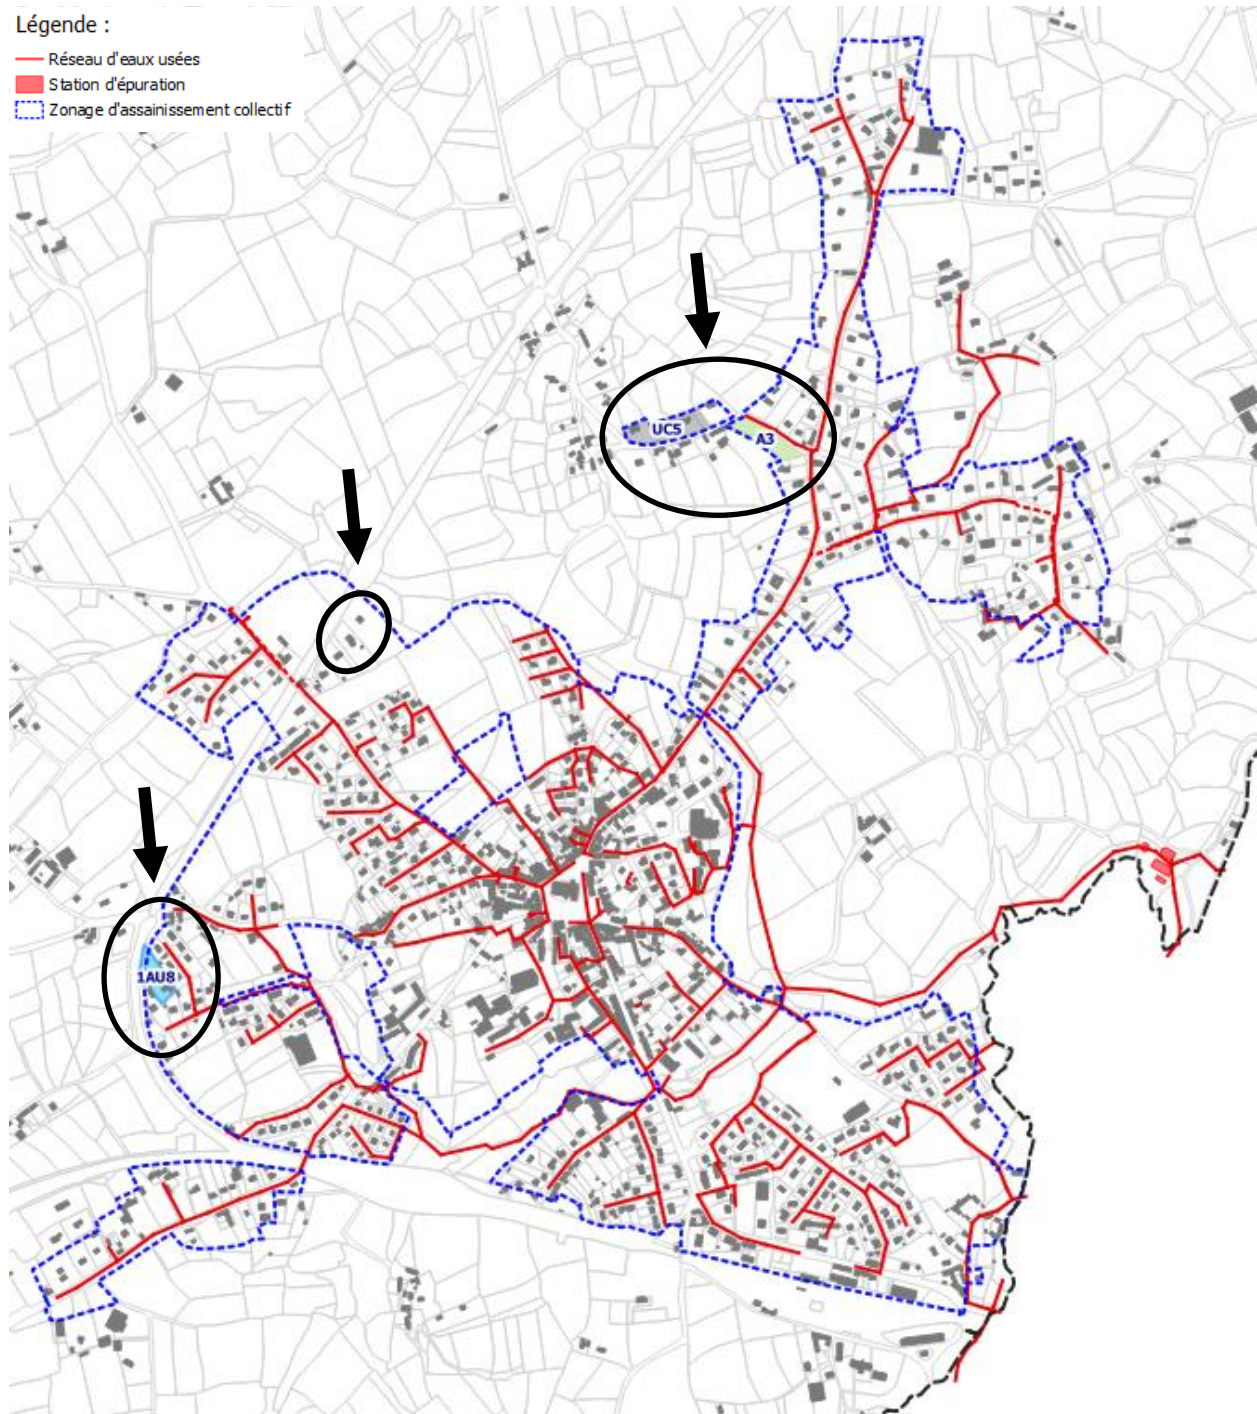 Légende :
Réseau d'eaux usées
Station d'épuration
Zonage d'assainissement collectif
UC5
A3
1AU8